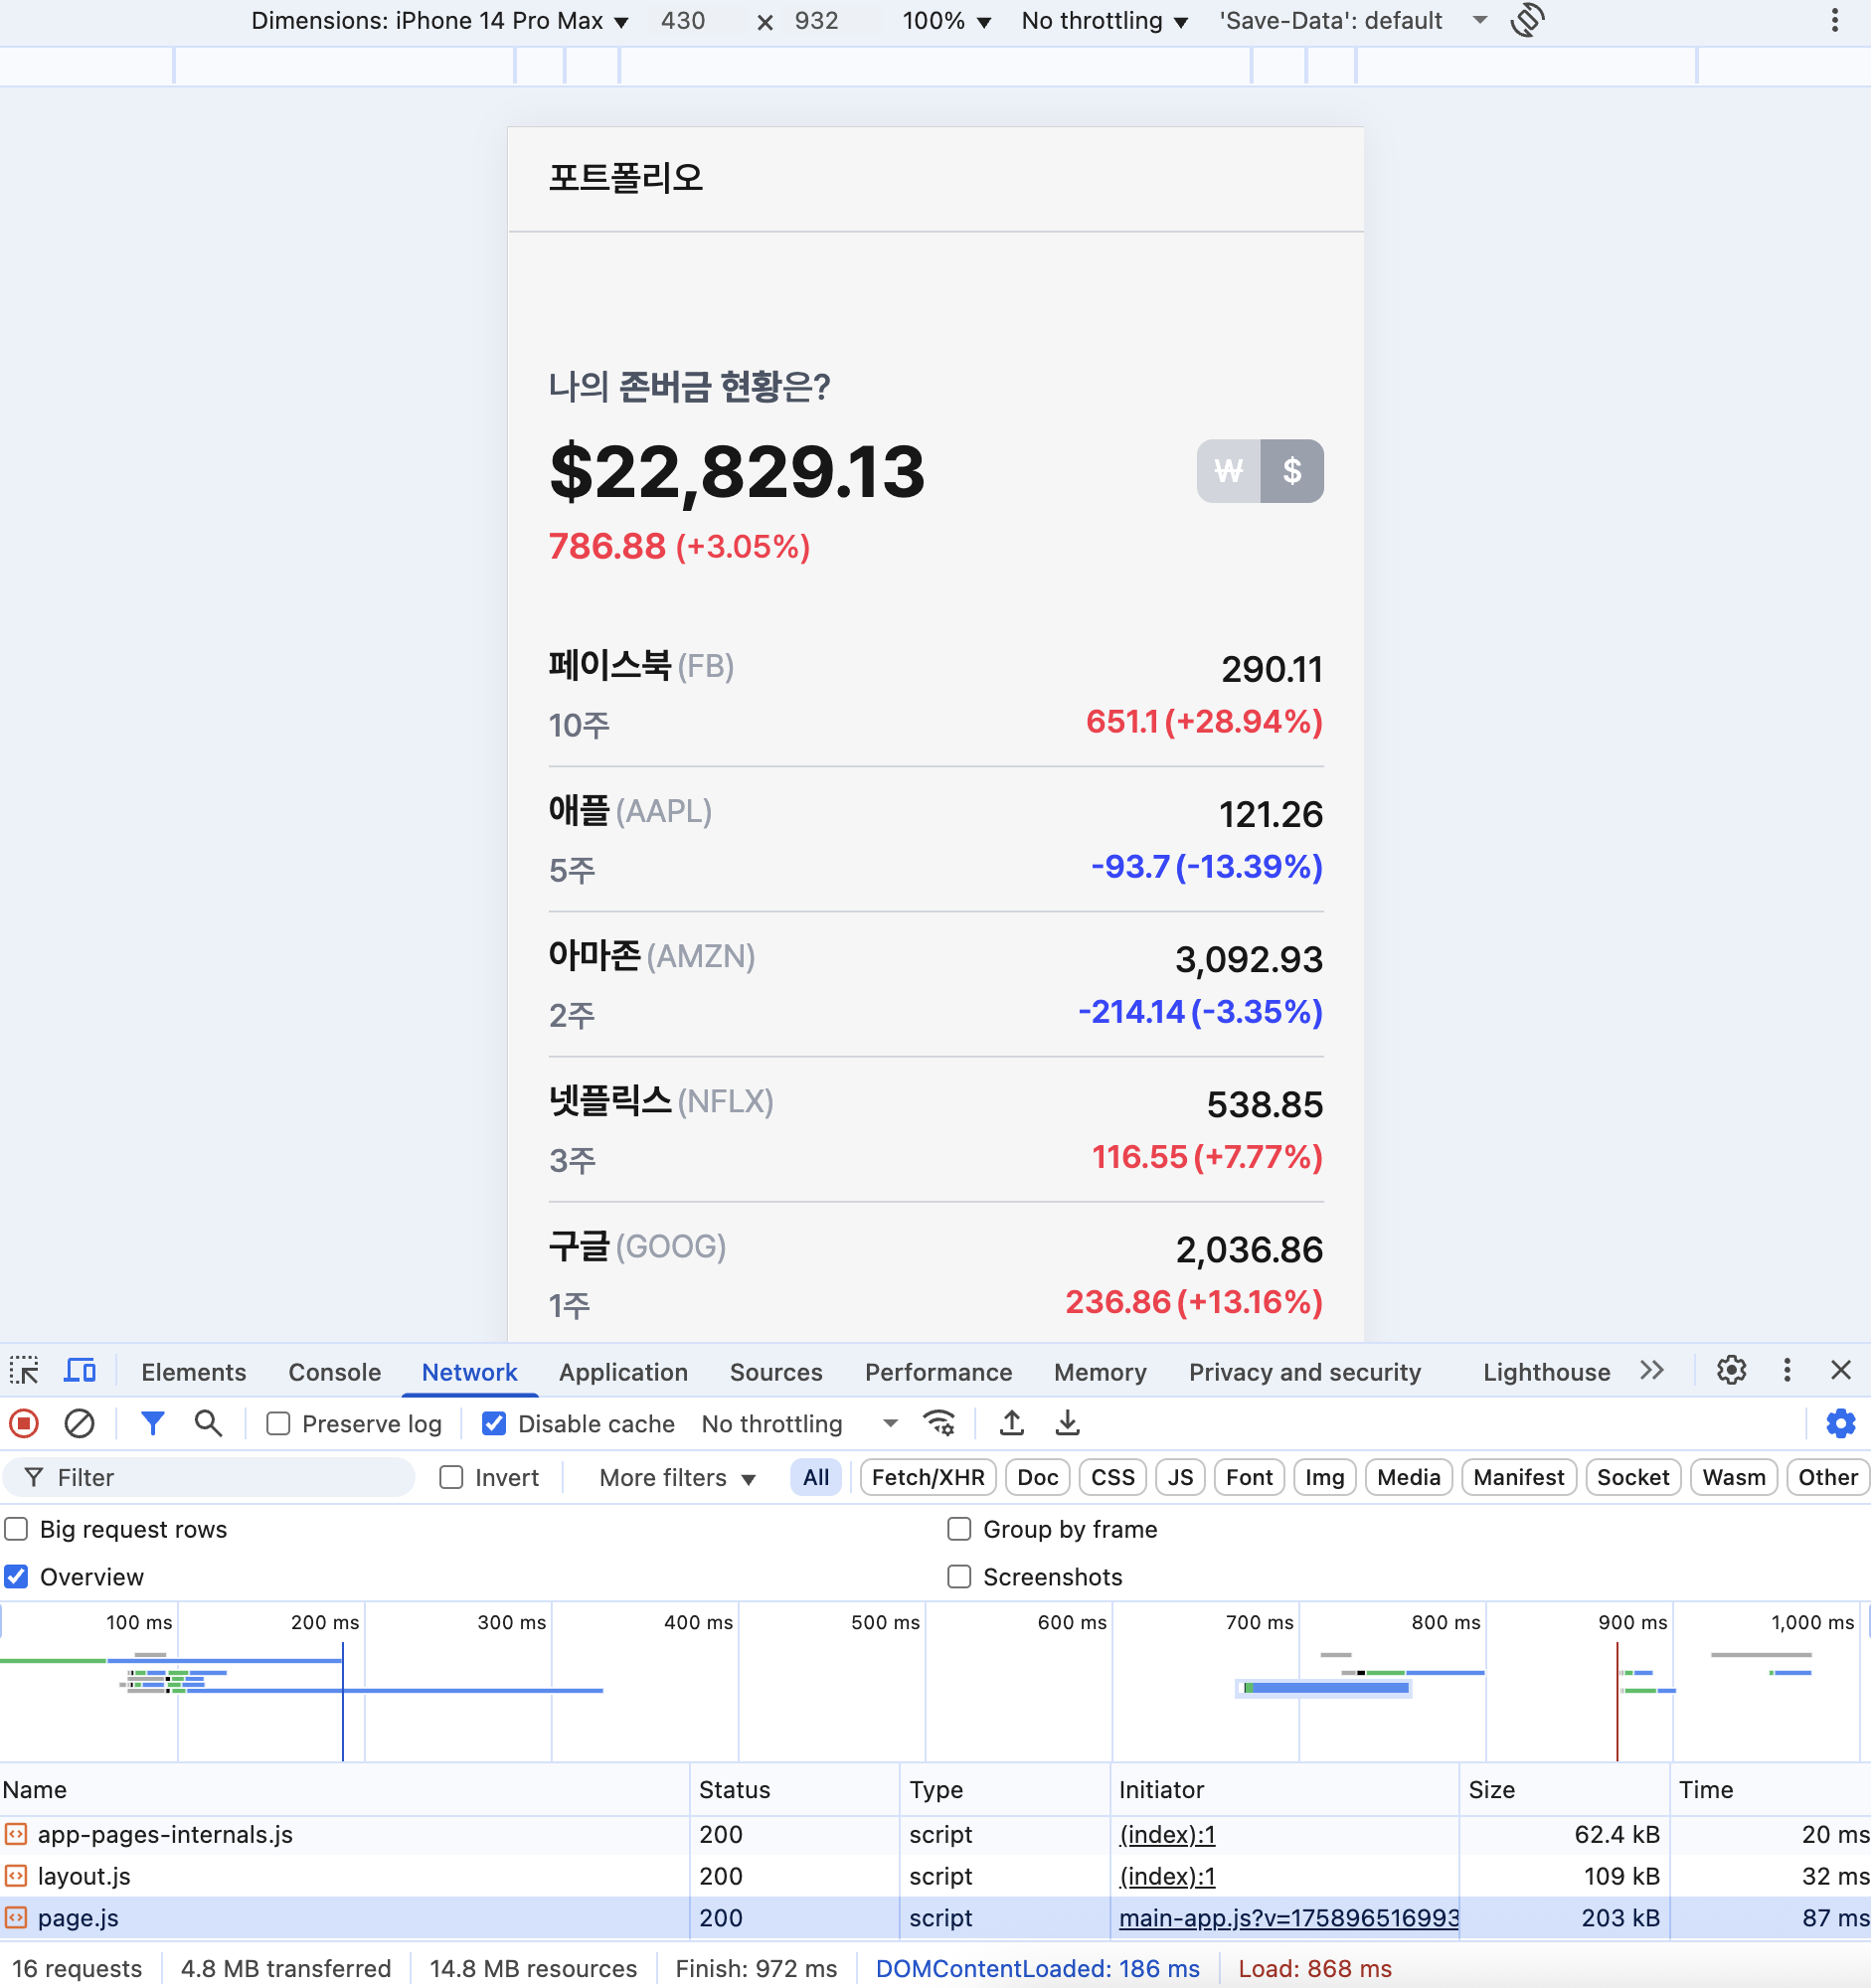 Dimensions: iPhone 14 Pro Max ▼ 430 × 932 100% ▼ No throttling ▼ 'Save-Data': default
포트폴리오
나의 존버금 현황은?
$22,829.13
₩ $
786.88 (+3.05%)
페이스북 (FB) 290.11
10주 651.1 (+28.94%)
애플 (AAPL) 121.26
5주 -93.7 (-13.39%)
아마존 (AMZN) 3,092.93
2주 -214.14 (-3.35%)
넷플릭스 (NFLX) 538.85
3주 116.55 (+7.77%)
구글 (GOOG) 2,036.86
1주 236.86 (+13.16%)
Elements Console Network Application Sources Performance Memory Privacy and security Lighthouse
Preserve log Disable cache No throttling
Filter Invert More filters ▼ All Fetch/XHR Doc CSS JS Font Img Media Manifest Socket Wasm Other
Big request rows Group by frame
Overview Screenshots
100 ms 200 ms 300 ms 400 ms 500 ms 600 ms 700 ms 800 ms 900 ms 1,000 ms
Name Status Type Initiator Size Time
app-pages-internals.js 200 script (index):1 62.4 kB 20 ms
layout.js 200 script (index):1 109 kB 32 ms
page.js 200 script main-app.js?v=175896516993 203 kB 87 ms
16 requests 4.8 MB transferred 14.8 MB resources Finish: 972 ms DOMContentLoaded: 186 ms Load: 868 ms